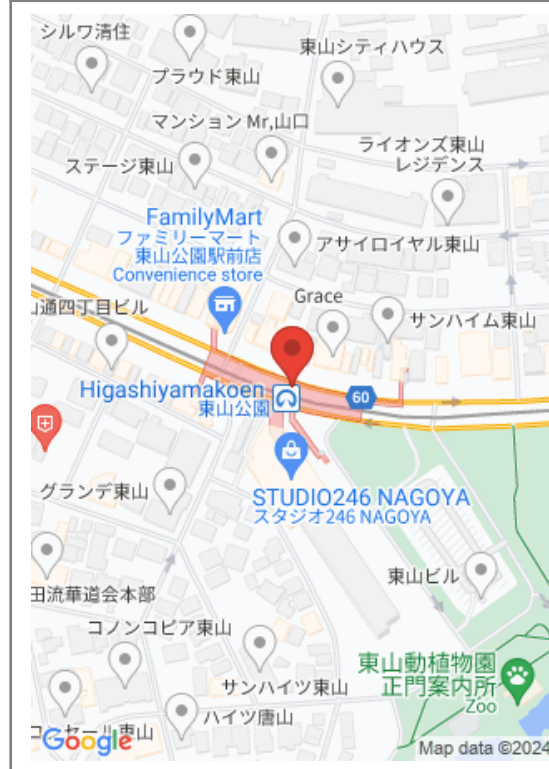 シルワ清住
プラウド東山
東山シティハウス
マンション Mr,山口
ライオンズ東山
レジデンス
ステージ東山
FamilyMart
ファミリーマート
東山公園駅前店
Convenience store
アサイロイヤル東山
Grace
山通四丁目ビル
サンハイム東山
Higashiyamakoen
東山公園
60
グランデ東山
STUDIO246 NAGOYA
スタジオ246 NAGOYA
田流華道会本部
東山ビル
コノンコピア東山
東山動植物園
正門案内所
Zoo
サンハイツ東山
ハイツ唐山
東山
Google
Map data ©2024